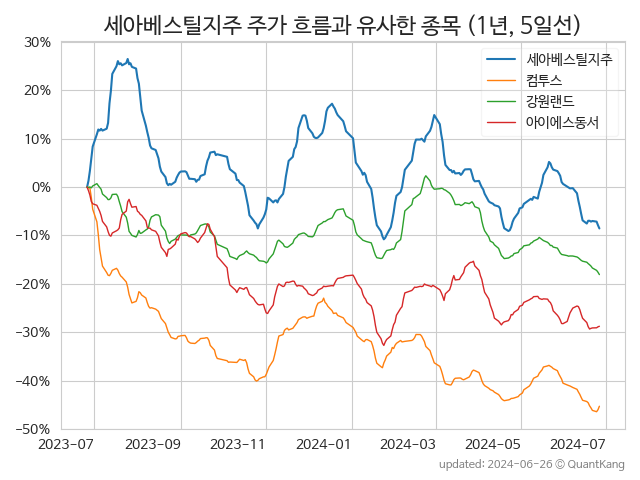 세아베스틸지주 주가 흐름과 유사한 종목 (1년, 5일선)
세아베스틸지주
컴투스
강원랜드
아이에스동서
30%
20%
10%
0%
−10%
−20%
−30%
−40%
−50%
2023-07
2023-09
2023-11
2024-01
2024-03
2024-05
2024-07
updated: 2024-06-26 © QuantKang